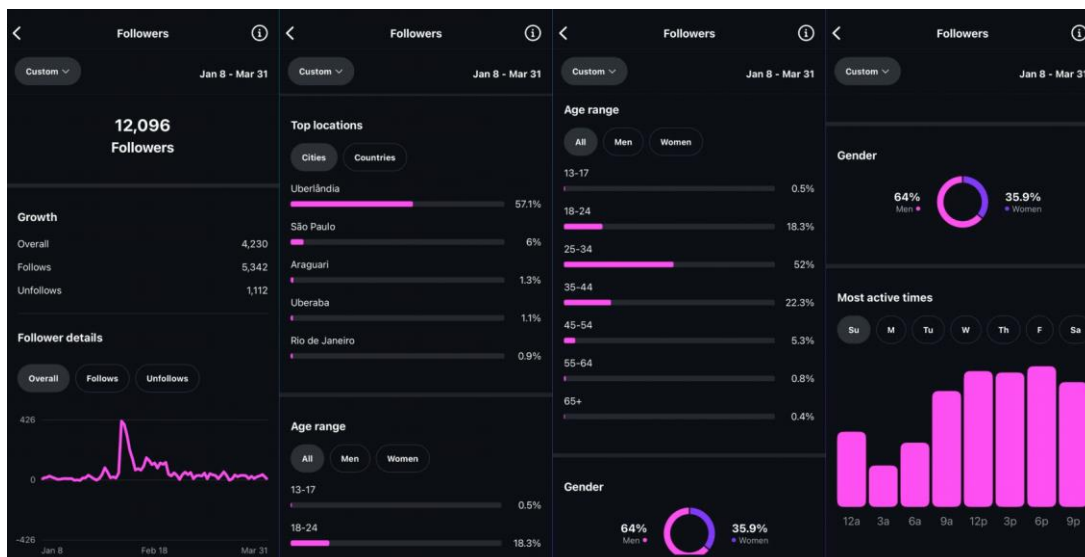 Followers
Custom
Jan 8 - Mar 31
12,096
Followers
Growth
Overall 4,230
Follows 5,342
Unfollows 1,112
Follower details
Overall Follows Unfollows
426
0
-426
Jan 8 Feb 18 Mar 31
Followers
Custom
Jan 8 - Mar 31
Top locations
Cities Countries
Uberlândia
57.1%
São Paulo
6%
Araguari
1.3%
Uberaba
1.1%
Rio de Janeiro
0.9%
Age range
All Men Women
13-17
0.5%
18-24
18.3%
Followers
Custom
Jan 8 - Mar 31
Age range
All Men Women
13-17
0.5%
18-24
18.3%
25-34
52%
35-44
22.3%
45-54
5.3%
55-64
0.8%
65+
0.4%
Gender
64% 35.9%
Men Women
Followers
Custom
Jan 8 - Mar 31
Gender
64% 35.9%
Men Women
Most active times
Su M Tu W Th F Sa
12a 3a 6a 9a 12p 3p 6p 9p